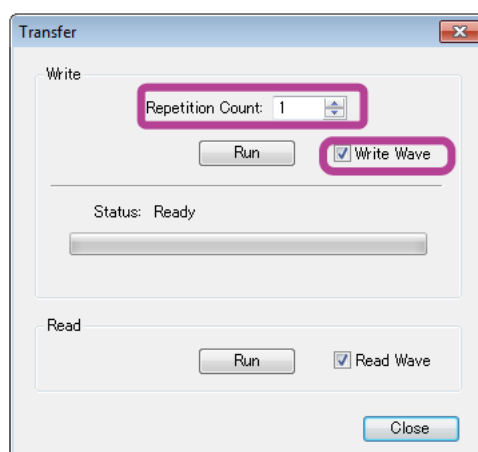 Transfer
Write
Repetition Count: 1
Run
Write Wave
Status: Ready
Read
Run
Read Wave
Close